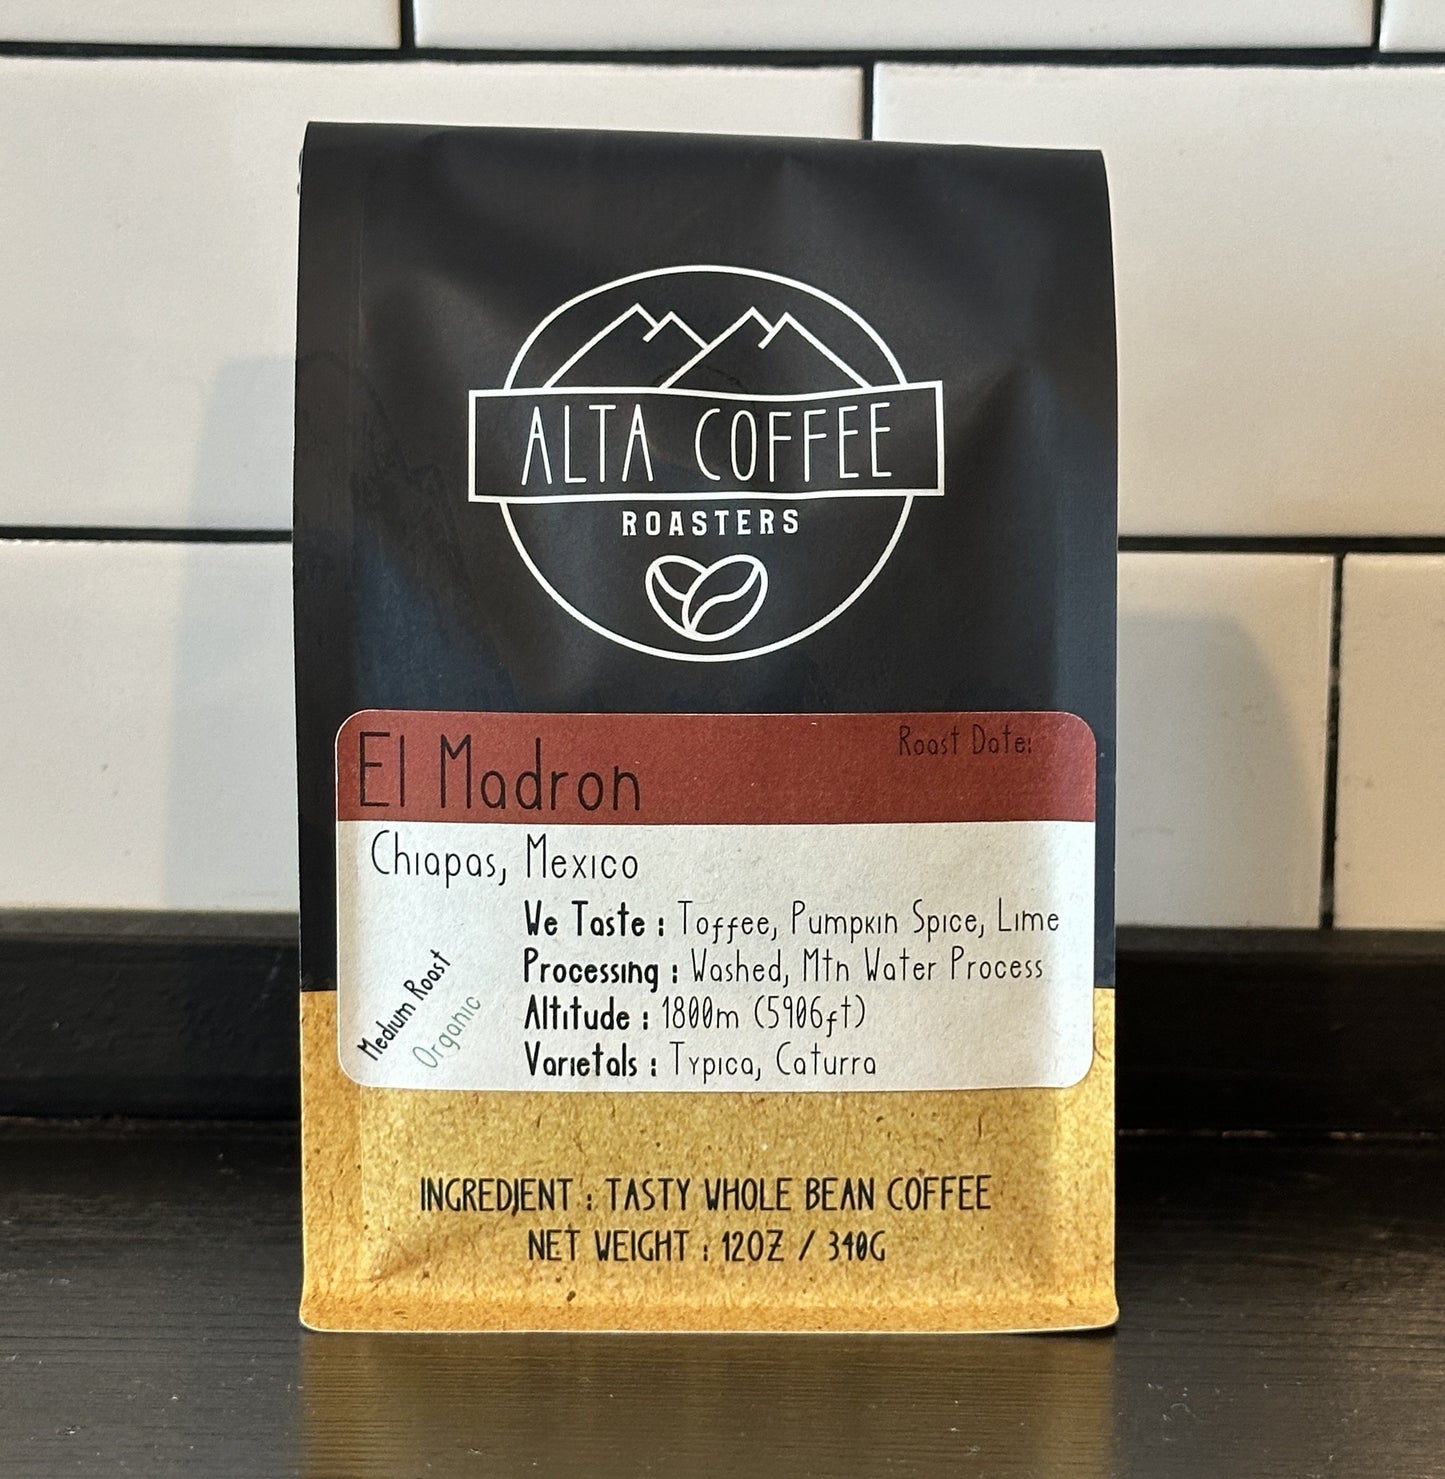 ALTA COFFEE
ROASTERS
El Madron
Roast Date:
Chiapas, Mexico
We Taste : Toffee, Pumpkin Spice, Lime
Processing : Washed, Mtn Water Process
Altitude : 1800m (5906ft)
Varietals : Typica, Caturra
Medium Roast
Organic
INGREDIENT : TASTY WHOLE BEAN COFFEE
NET WEIGHT : 12OZ / 340G